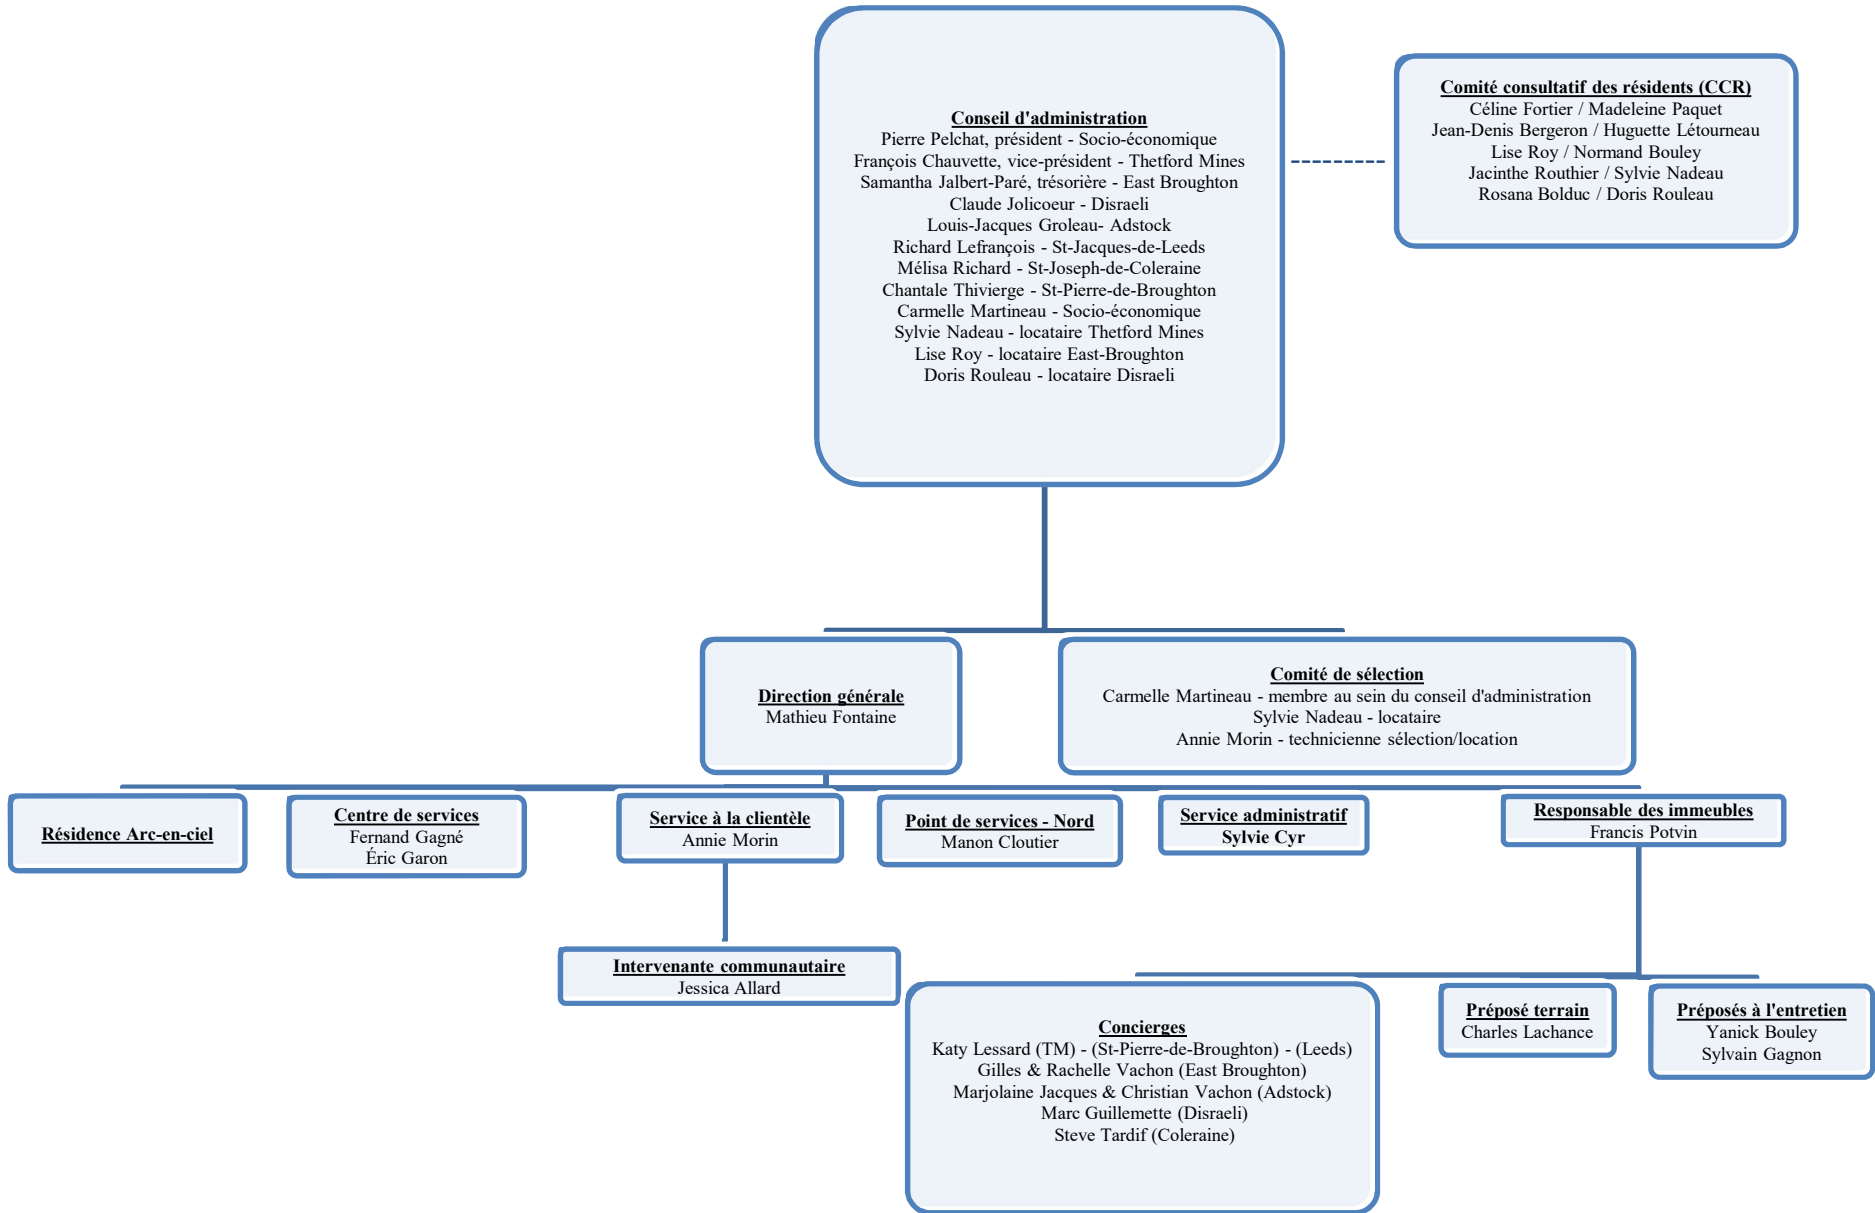 Conseil d'administration
Pierre Pelchat, président - Socio-économique
François Chauvette, vice-président - Thetford Mines
Samantha Jalbert-Paré, trésorière - East Broughton
Claude Jolicoeur - Disraeli
Louis-Jacques Groleau- Adstock
Richard Lefrançois - St-Jacques-de-Leeds
Mélisa Richard - St-Joseph-de-Coleraine
Chantale Thivierge - St-Pierre-de-Broughton
Carmelle Martineau - Socio-économique
Sylvie Nadeau - locataire Thetford Mines
Lise Roy - locataire East-Broughton
Doris Rouleau - locataire Disraeli
Comité consultatif des résidents (CCR)
Céline Fortier / Madeleine Paquet
Jean-Denis Bergeron / Huguette Létourneau
Lise Roy / Normand Bouley
Jacinthe Routhier / Sylvie Nadeau
Rosana Bolduc / Doris Rouleau
Direction générale
Mathieu Fontaine
Comité de sélection
Carmelle Martineau - membre au sein du conseil d'administration
Sylvie Nadeau - locataire
Annie Morin - technicienne sélection/location
Résidence Arc-en-ciel
Centre de services
Fernand Gagné
Éric Garon
Service à la clientèle
Annie Morin
Point de services - Nord
Manon Cloutier
Service administratif
Sylvie Cyr
Responsable des immeubles
Francis Potvin
Intervenante communautaire
Jessica Allard
Concierges
Katy Lessard (TM) - (St-Pierre-de-Broughton) - (Leeds)
Gilles & Rachelle Vachon (East Broughton)
Marjolaine Jacques & Christian Vachon (Adstock)
Marc Guillemette (Disraeli)
Steve Tardif (Coleraine)
Préposé terrain
Charles Lachance
Préposés à l'entretien
Yanick Bouley
Sylvain Gagnon